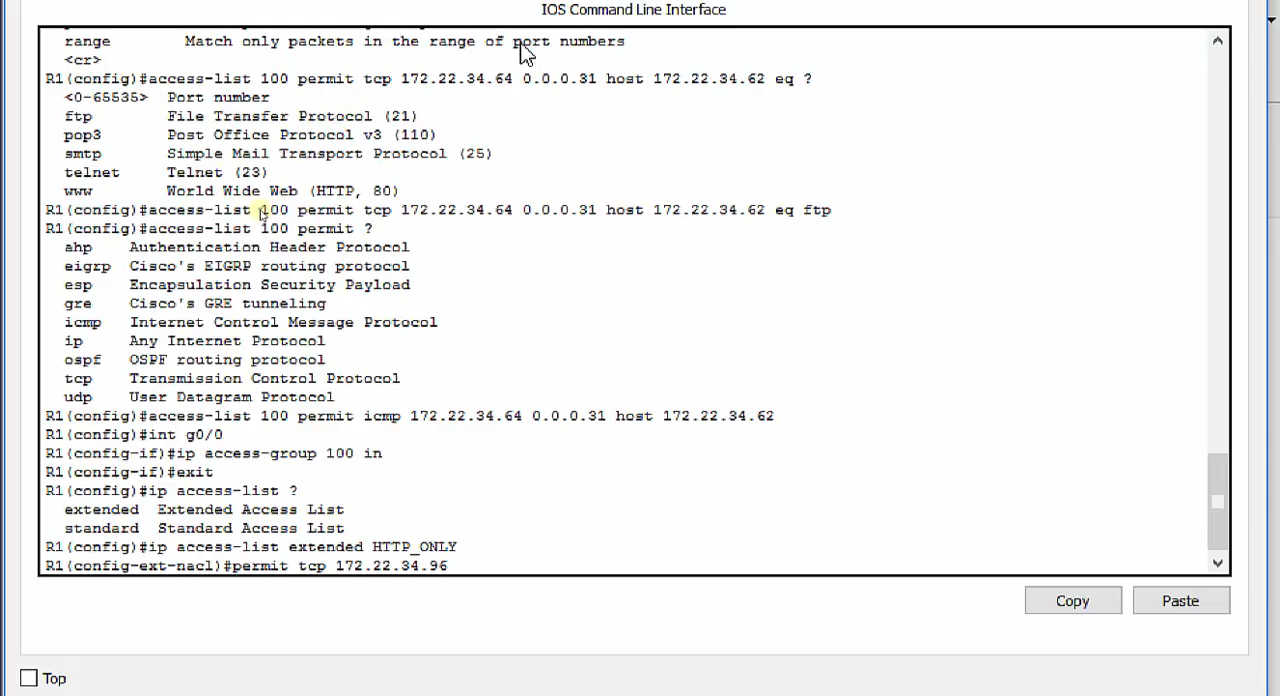 IOS Command Line Interface
range Match only packets in the range of port numbers
<cr>
R1(config)#access-list 100 permit tcp 172.22.34.64 0.0.0.31 host 172.22.34.62 eq ?
<0-65535> Port number
ftp File Transfer Protocol (21)
pop3 Post Office Protocol v3 (110)
smtp Simple Mail Transport Protocol (25)
telnet Telnet (23)
www World Wide Web (HTTP, 80)
R1(config)#access-list 100 permit tcp 172.22.34.64 0.0.0.31 host 172.22.34.62 eq ftp
R1(config)#access-list 100 permit ?
ahp Authentication Header Protocol
eigrp Cisco's EIGRP routing protocol
esp Encapsulation Security Payload
gre Cisco's GRE tunneling
icmp Internet Control Message Protocol
ip Any Internet Protocol
ospf OSPF routing protocol
tcp Transmission Control Protocol
udp User Datagram Protocol
R1(config)#access-list 100 permit icmp 172.22.34.64 0.0.0.31 host 172.22.34.62
R1(config)#int g0/0
R1(config-if)#ip access-group 100 in
R1(config-if)#exit
R1(config)#ip access-list ?
extended Extended Access List
standard Standard Access List
R1(config)#ip access-list extended HTTP_ONLY
R1(config-ext-nacl)#permit tcp 172.22.34.96
Copy Paste
Top